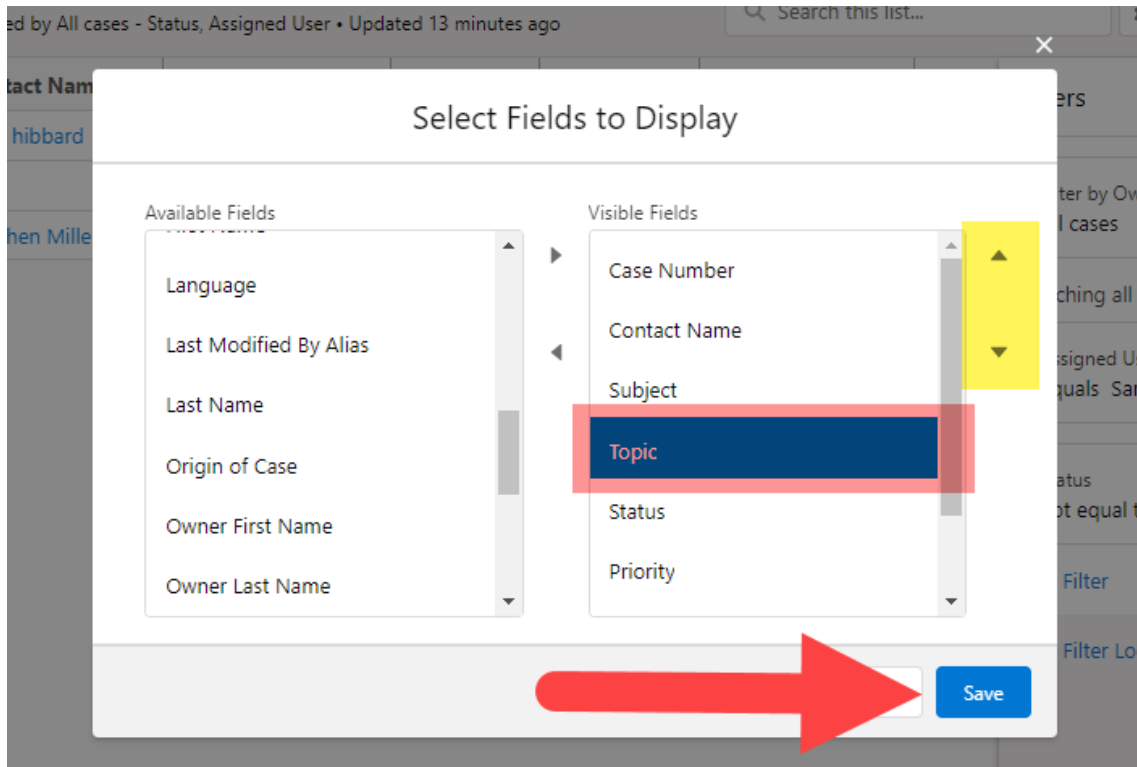 ed by All cases - Status, Assigned User • Updated 13 minutes ago
Search this list...
tact Nam
hibbard
hen Mille
Select Fields to Display
Available Fields
Language
Last Modified By Alias
Last Name
Origin of Case
Owner First Name
Owner Last Name
Visible Fields
Case Number
Contact Name
Subject
Topic
Status
Priority
Save
ers
ter by Ow
l cases
ching all
ssigned U
quals Sar
atus
ot equal t
Filter
Filter Lo